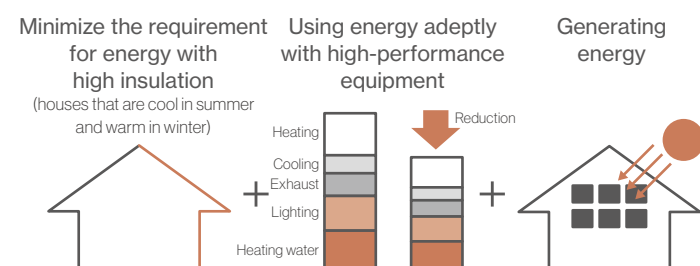 Minimize the requirement
for energy with
high insulation
(houses that are cool in summer
and warm in winter)
+
Using energy adeptly
with high-performance
equipment
Heating
Cooling
Exhaust
Lighting
Heating water
Reduction
+
Generating
energy